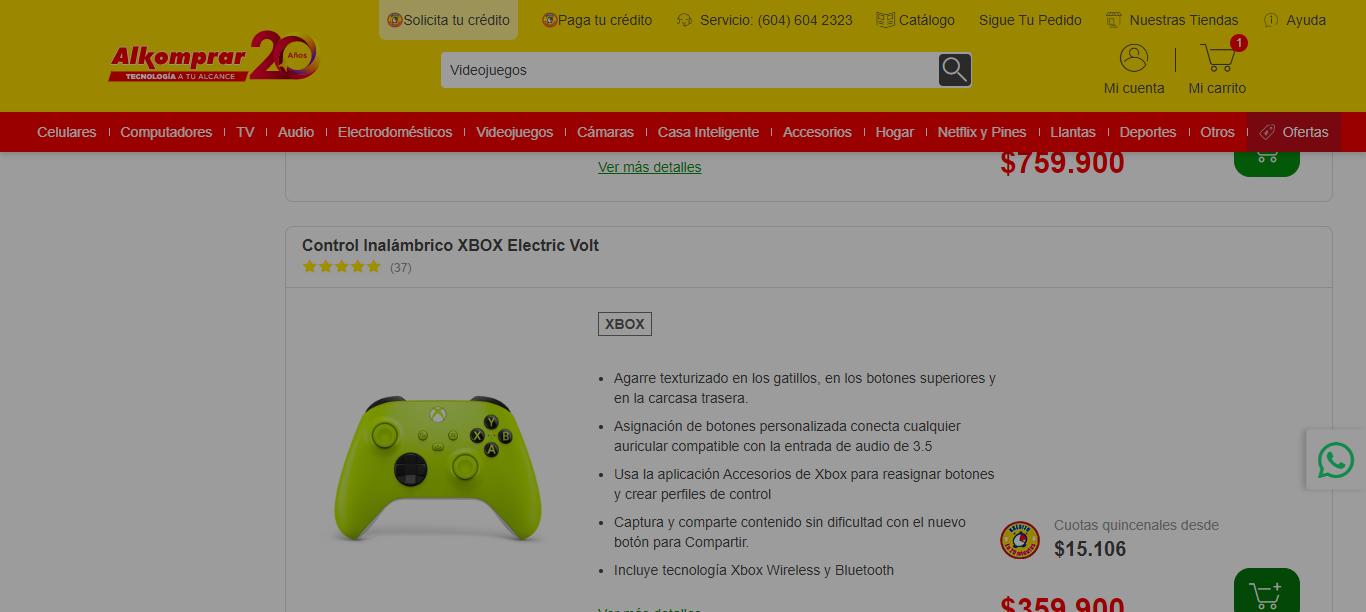 Solicita tu crédito
Paga tu crédito
Servicio: (604) 604 2323
Catálogo
Sigue Tu Pedido
Nuestras Tiendas
Ayuda
Alkomprar
TECNOLOGÍA A TU ALCANCE
20
Años
Videojuegos
1
Mi cuenta
Mi carrito
Celulares
Computadores
TV
Audio
Electrodomésticos
Videojuegos
Cámaras
Casa Inteligente
Accesorios
Hogar
Netflix y Pines
Llantas
Deportes
Otros
Ofertas
Ver más detalles
$759.900
Control Inalámbrico XBOX Electric Volt
(37)
XBOX
Agarre texturizado en los gatillos, en los botones superiores y
en la carcasa trasera.
Asignación de botones personalizada conecta cualquier
auricular compatible con la entrada de audio de 3.5
Usa la aplicación Accesorios de Xbox para reasignar botones
y crear perfiles de control
Captura y comparte contenido sin dificultad con el nuevo
botón para Compartir.
Incluye tecnología Xbox Wireless y Bluetooth
Y
X
B
A
Cuotas quincenales desde
$15.106
Ver más detalles
$359.900